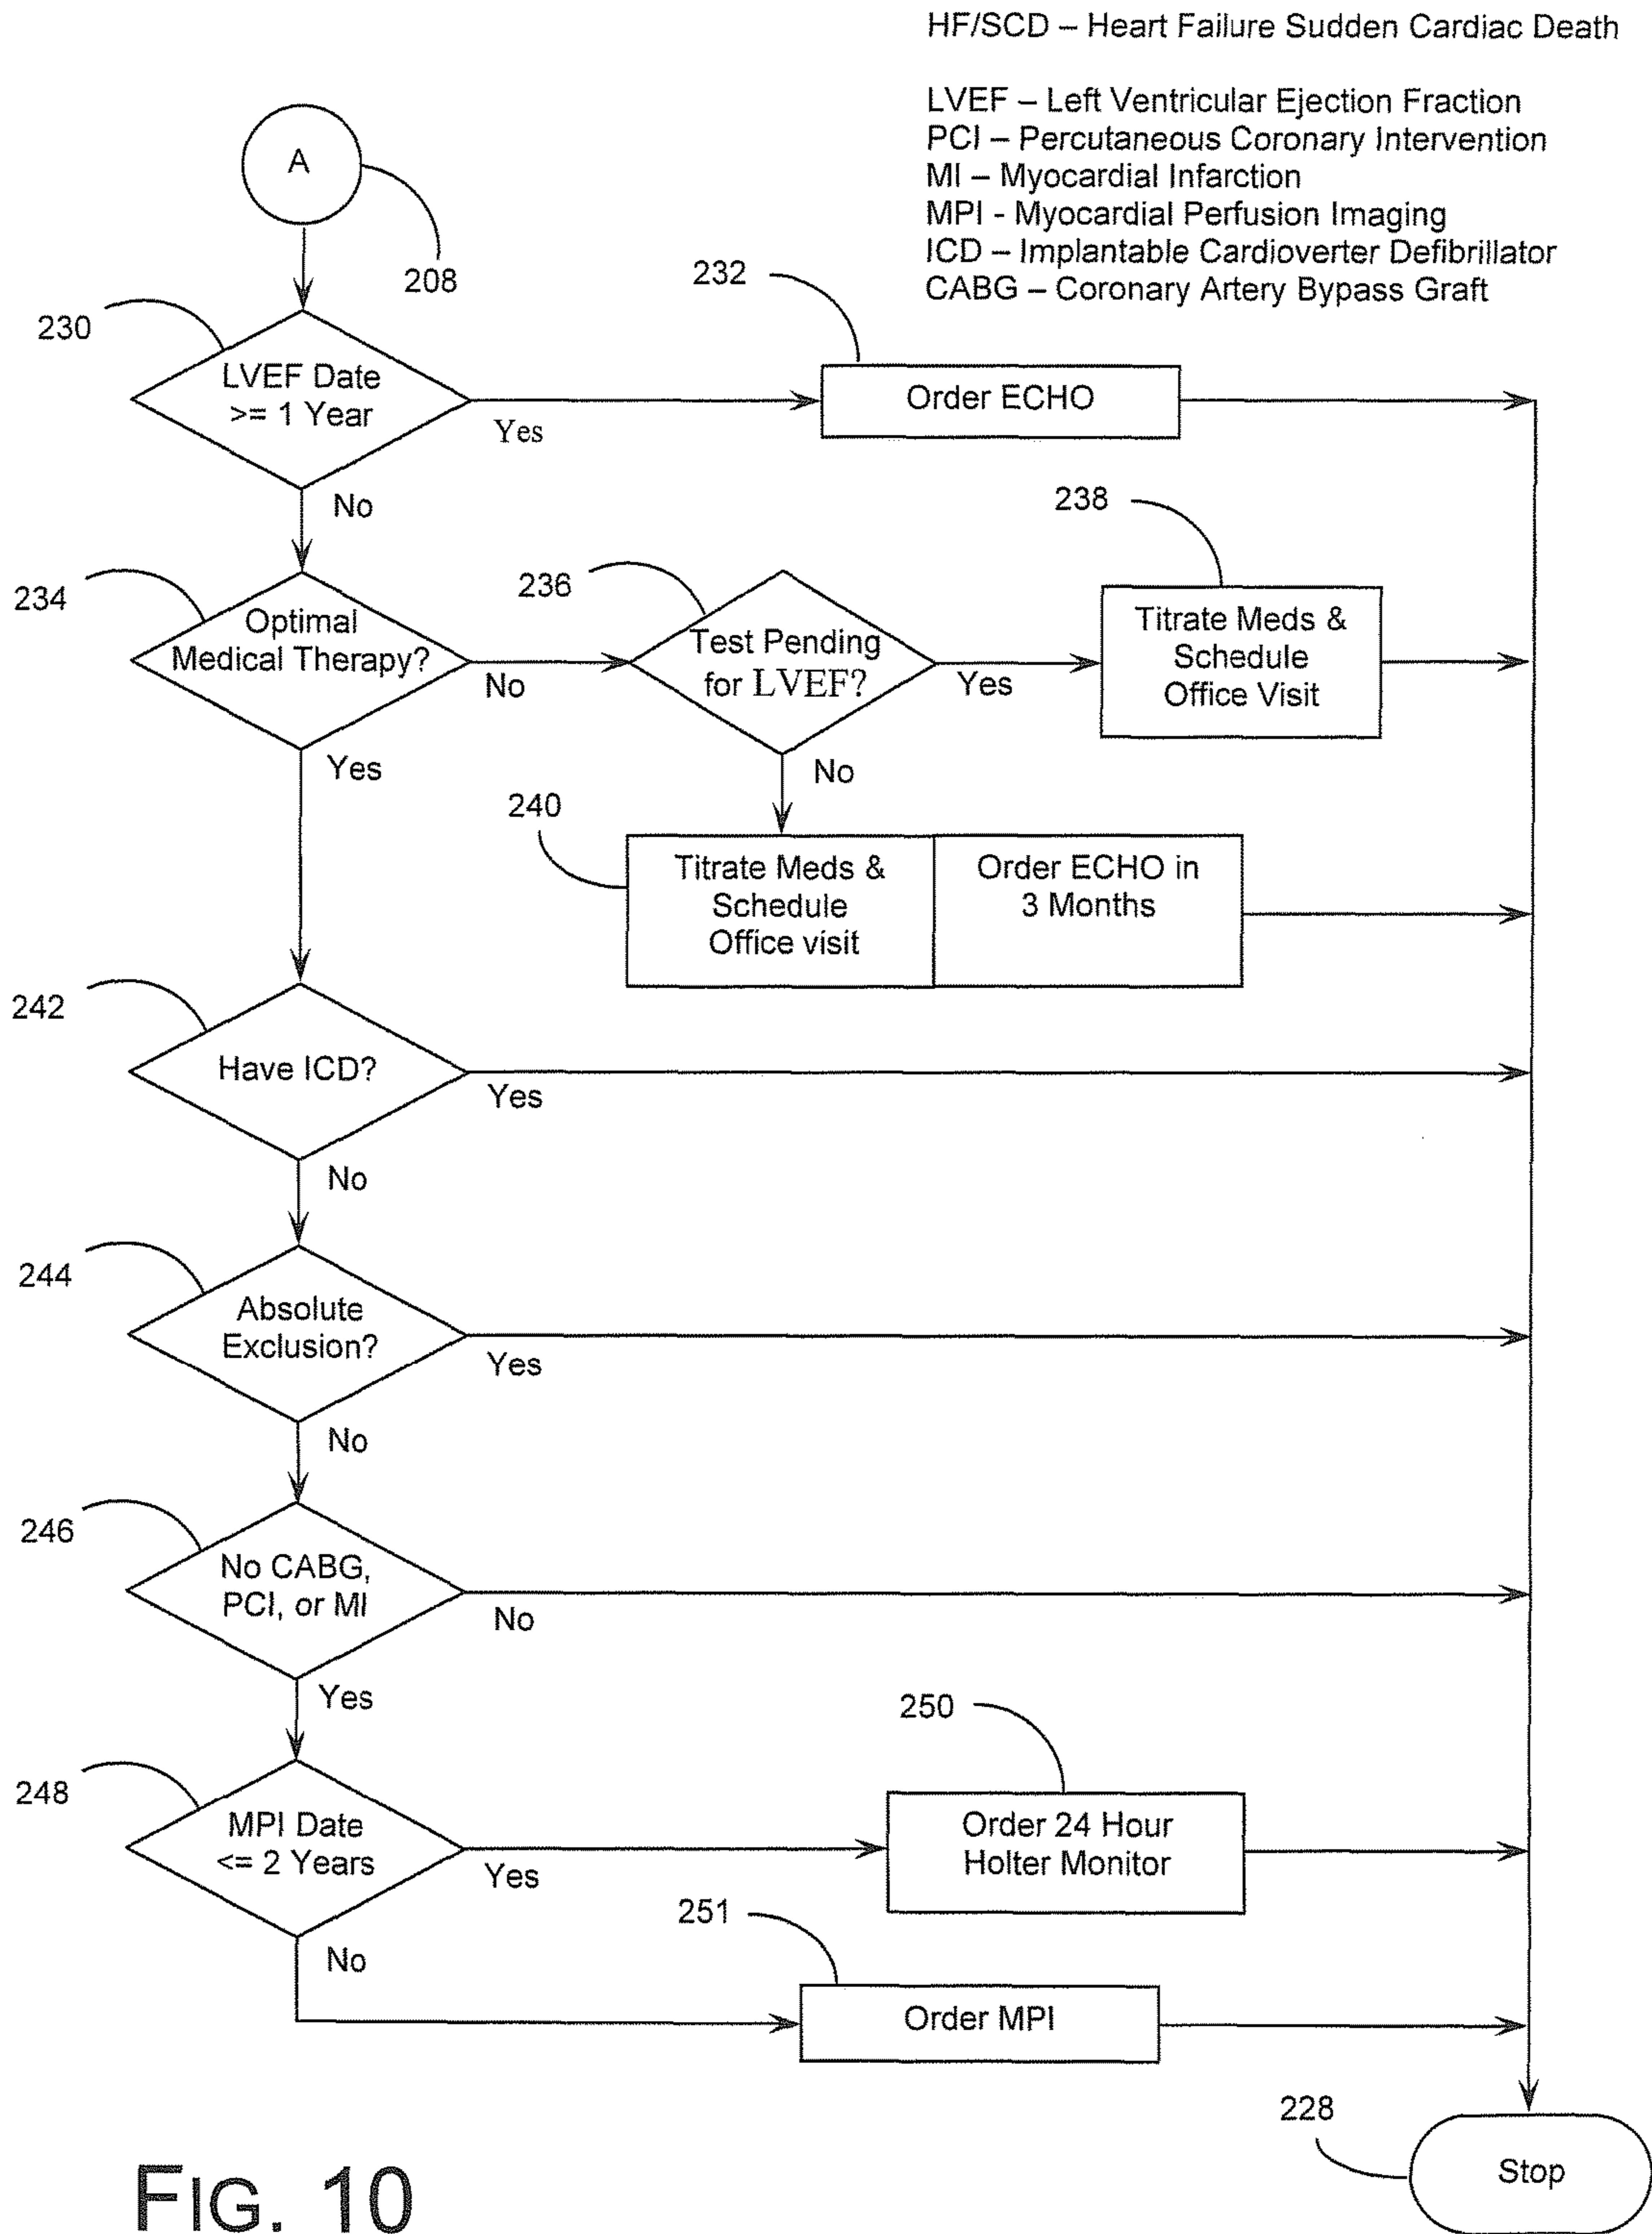 HF/SCD – Heart Failure Sudden Cardiac Death
LVEF – Left Ventricular Ejection Fraction
PCI – Percutaneous Coronary Intervention
MI – Myocardial Infarction
MPI - Myocardial Perfusion Imaging
ICD – Implantable Cardioverter Defibrillator
CABG – Coronary Artery Bypass Graft
A
208
230
LVEF Date
>= 1 Year
Yes
No
232
Order ECHO
234
Optimal
Medical Therapy?
No
Yes
236
Test Pending
for LVEF?
Yes
No
238
Titrate Meds &
Schedule
Office Visit
240
Titrate Meds &
Schedule
Office visit
Order ECHO in
3 Months
242
Have ICD?
Yes
No
244
Absolute
Exclusion?
Yes
No
246
No CABG,
PCI, or MI
No
Yes
248
MPI Date
<= 2 Years
Yes
No
250
Order 24 Hour
Holter Monitor
251
Order MPI
228
Stop
FIG. 10